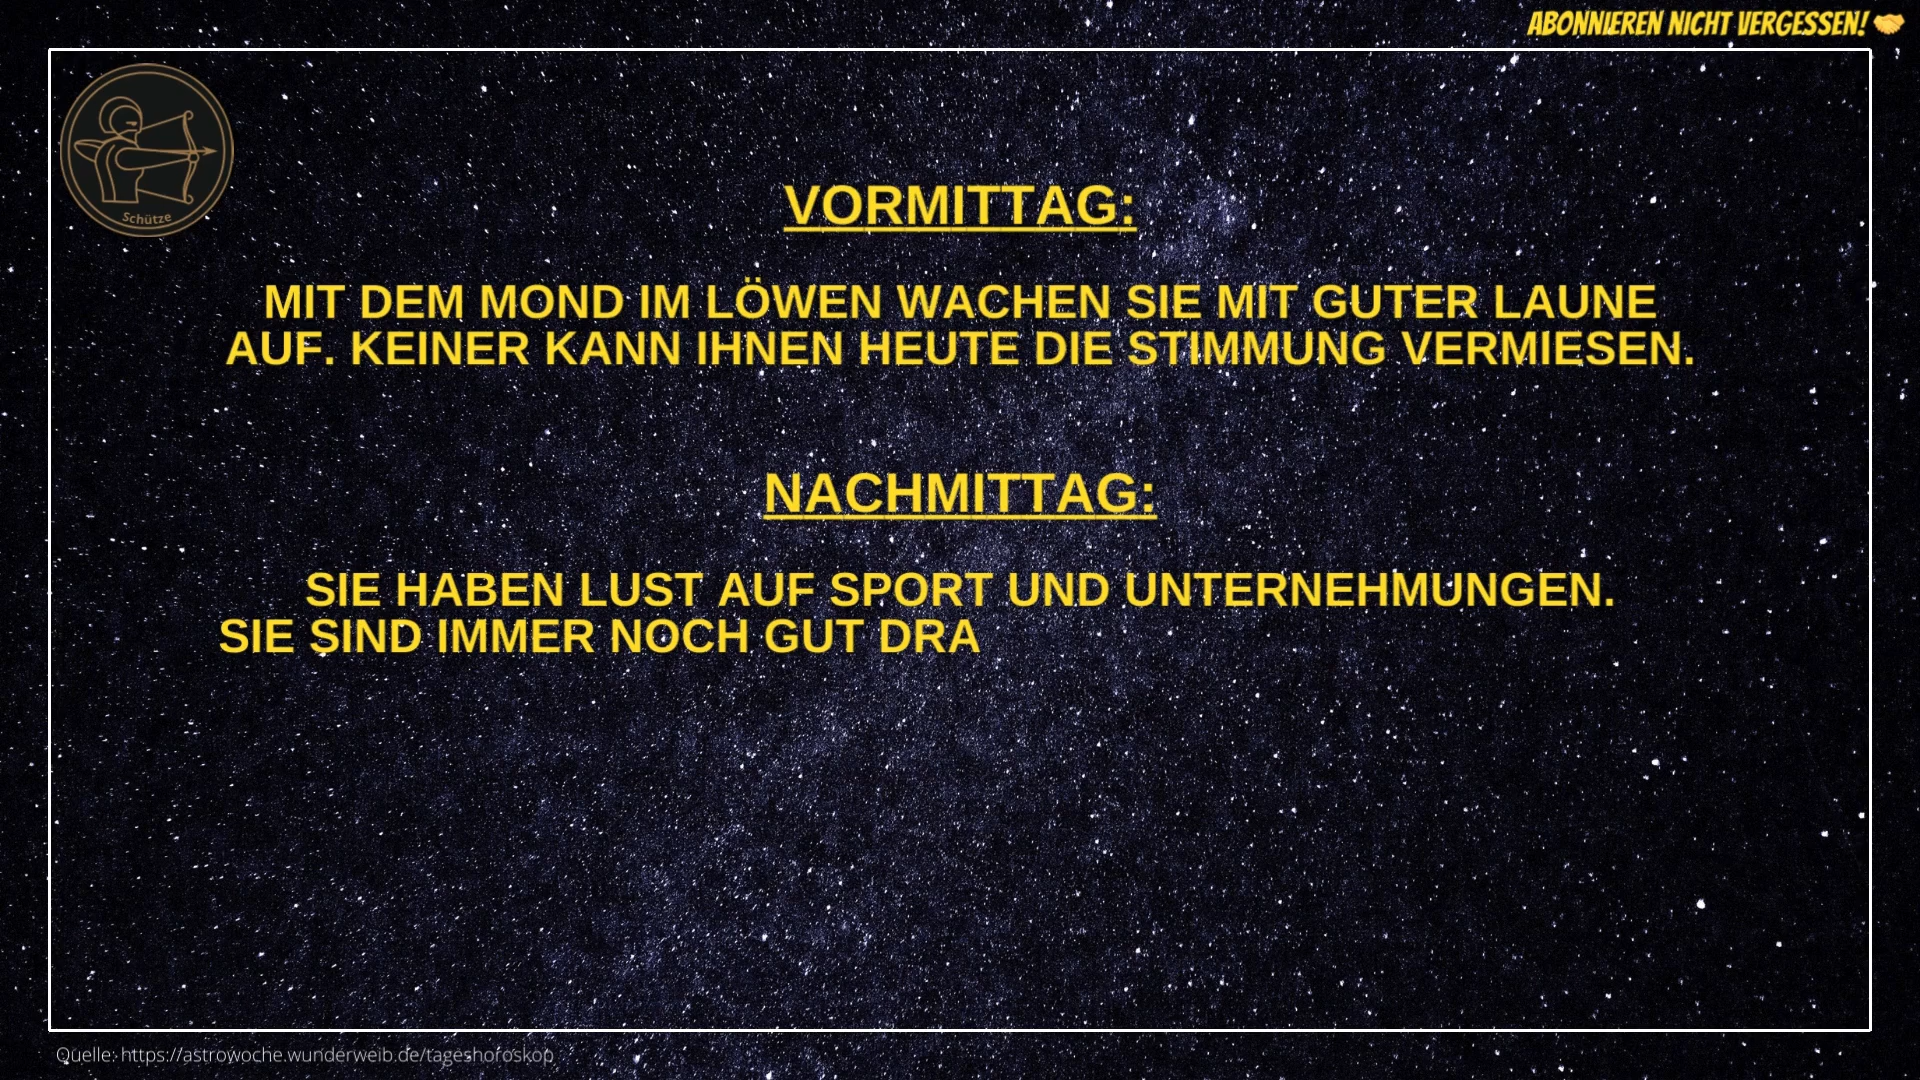 ABONNIEREN NICHT VERGESSEN!
Schütze
VORMITTAG:
MIT DEM MOND IM LÖWEN WACHEN SIE MIT GUTER LAUNE
AUF. KEINER KANN IHNEN HEUTE DIE STIMMUNG VERMIESEN.
NACHMITTAG:
SIE HABEN LUST AUF SPORT UND UNTERNEHMUNGEN.
SIE SIND IMMER NOCH GUT DRA
Quelle: https://astrowoche.wunderweib.de/tageshoroskop